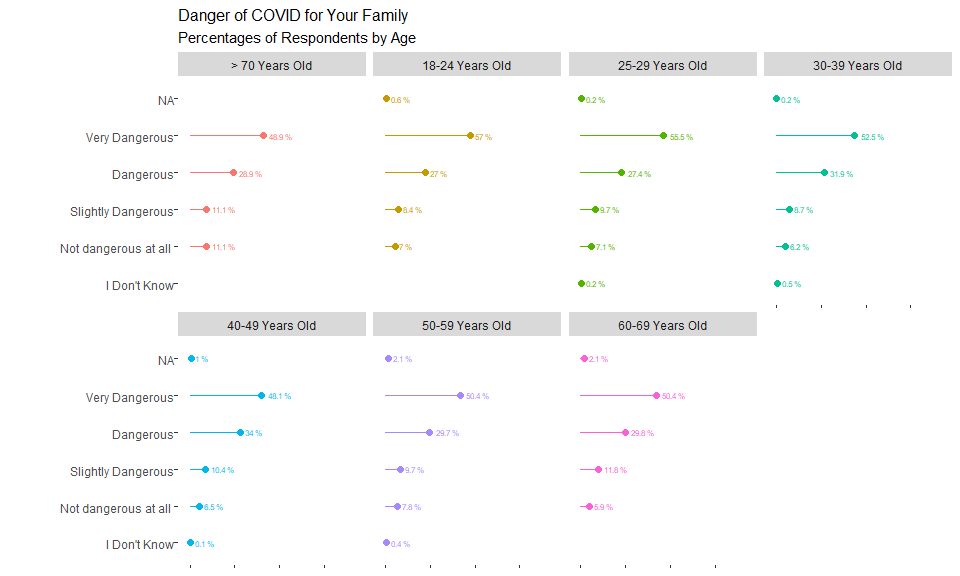 Danger of COVID for Your Family
Percentages of Respondents by Age
> 70 Years Old
18-24 Years Old
25-29 Years Old
30-39 Years Old
NA
0.6 %
0.2 %
0.2 %
Very Dangerous
48.9 %
57 %
55.5 %
52.5 %
Dangerous
28.9 %
27 %
27.4 %
31.9 %
Slightly Dangerous
11.1 %
8.4 %
9.7 %
8.7 %
Not dangerous at all
11.1 %
7 %
7.1 %
6.2 %
I Don't Know
0.2 %
0.5 %
40-49 Years Old
50-59 Years Old
60-69 Years Old
NA
1 %
2.1 %
2.1 %
Very Dangerous
48.1 %
50.4 %
50.4 %
Dangerous
34 %
29.7 %
29.8 %
Slightly Dangerous
10.4 %
9.7 %
11.8 %
Not dangerous at all
6.5 %
7.8 %
5.9 %
I Don't Know
0.1 %
0.4 %